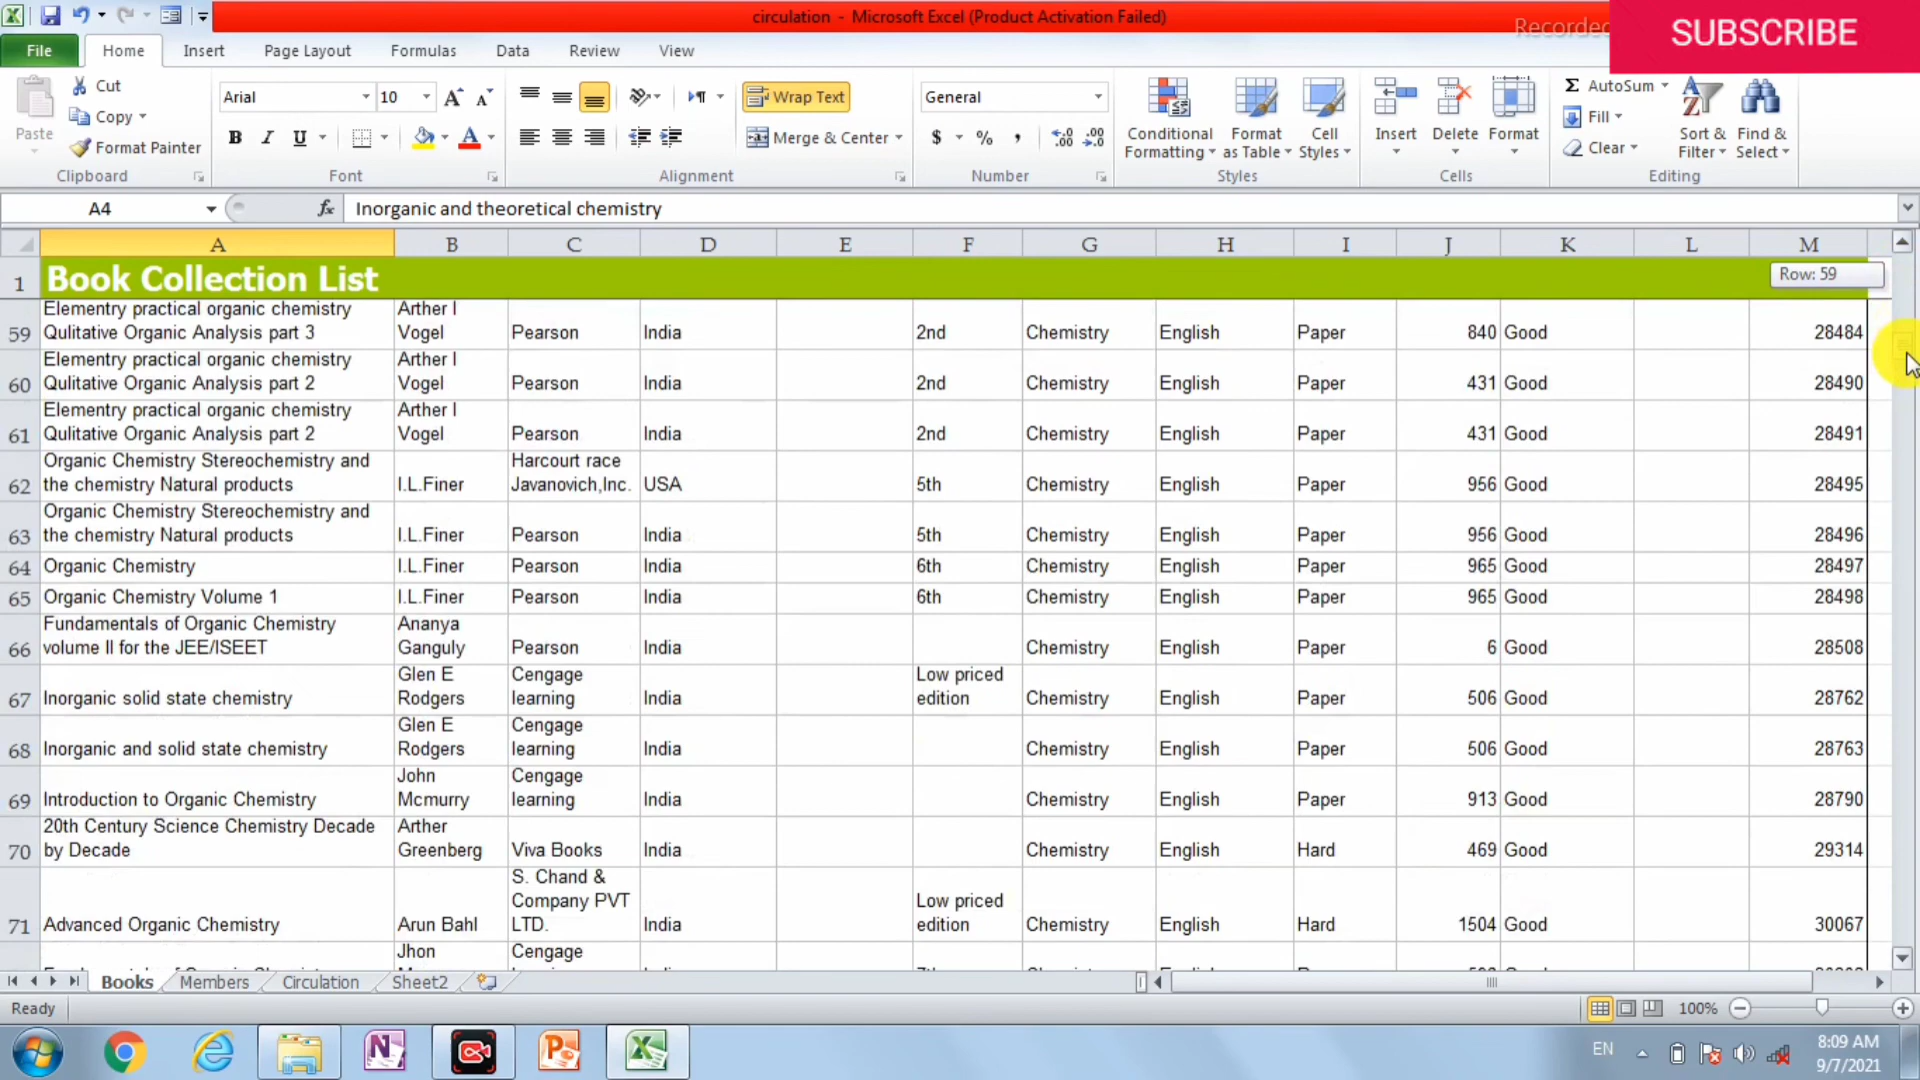 circulation - Microsoft Excel (Product Activation Failed)
Recorded
SUBSCRIBE
File Home Insert Page Layout Formulas Data Review View
Paste
Cut
Copy
Format Painter
Clipboard
Arial 10
B I U
Font
Wrap Text
Merge & Center
Alignment
General
$ % ,
Number
Conditional Formatting
Format as Table
Cell Styles
Styles
Insert
Delete
Format
Cells
Σ AutoSum
Fill
Clear
Sort & Filter
Find & Select
Editing
A4 fx Inorganic and theoretical chemistry
A B C D E F G H I J K L M
1 Book Collection List
Row: 59
59 Elementry practical organic chemistry Qulitative Organic Analysis part 3 Arther I Vogel Pearson India 2nd Chemistry English Paper 840 Good 28484
60 Elementry practical organic chemistry Qulitative Organic Analysis part 2 Arther I Vogel Pearson India 2nd Chemistry English Paper 431 Good 28490
61 Elementry practical organic chemistry Qulitative Organic Analysis part 2 Arther I Vogel Pearson India 2nd Chemistry English Paper 431 Good 28491
62 Organic Chemistry Stereochemistry and the chemistry Natural products I.L.Finer Harcourt race Javanovich,Inc. USA 5th Chemistry English Paper 956 Good 28495
63 Organic Chemistry Stereochemistry and the chemistry Natural products I.L.Finer Pearson India 5th Chemistry English Paper 956 Good 28496
64 Organic Chemistry I.L.Finer Pearson India 6th Chemistry English Paper 965 Good 28497
65 Organic Chemistry Volume 1 I.L.Finer Pearson India 6th Chemistry English Paper 965 Good 28498
66 Fundamentals of Organic Chemistry volume II for the JEE/ISEET Ananya Ganguly Pearson India Chemistry English Paper 6 Good 28508
67 Inorganic solid state chemistry Glen E Rodgers Cengage learning India Low priced edition Chemistry English Paper 506 Good 28762
68 Inorganic and solid state chemistry Glen E Rodgers Cengage learning India Chemistry English Paper 506 Good 28763
69 Introduction to Organic Chemistry John Mcmurry Cengage learning India Chemistry English Paper 913 Good 28790
70 20th Century Science Chemistry Decade by Decade Arther Greenberg Viva Books India Chemistry English Hard 469 Good 29314
71 Advanced Organic Chemistry Arun Bahl S. Chand & Company PVT LTD. India Low priced edition Chemistry English Hard 1504 Good 30067
Jhon Cengage
Books Members Circulation Sheet2
Ready 100%
EN 8:09 AM
9/7/2021